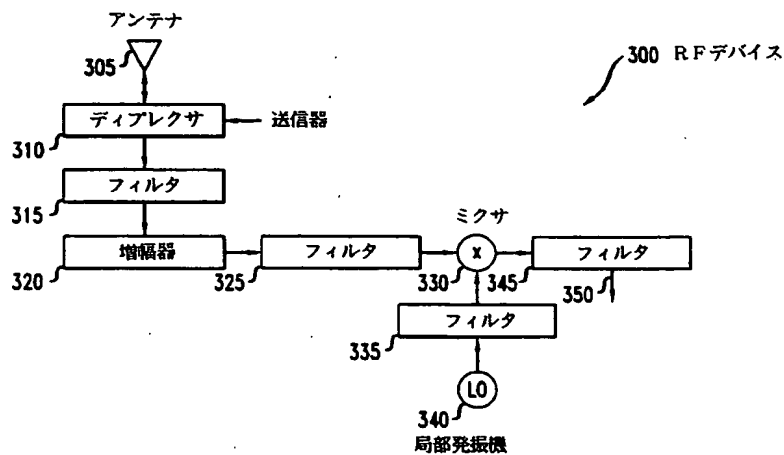 アンテナ
305
300 RFデバイス
ディプレクサ
送信器
310
フィルタ
315
ミクサ
増幅器
フィルタ
X
フィルタ
320
325
330
345
350
フィルタ
335
LO
340
局部発振機